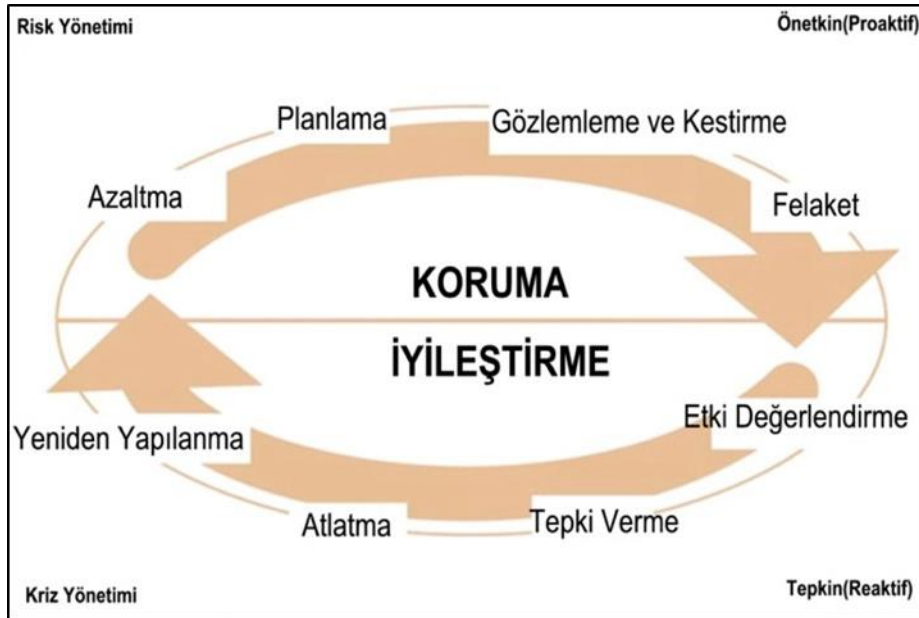 Risk Yönetimi
Önetkin(Proaktif)
Planlama
Gözlemleme ve Kestirme
Azaltma
Felaket
KORUMA
İYİLEŞTİRME
Etki Değerlendirme
Yeniden Yapılanma
Atlatma
Tepki Verme
Kriz Yönetimi
Tepkin(Reaktif)